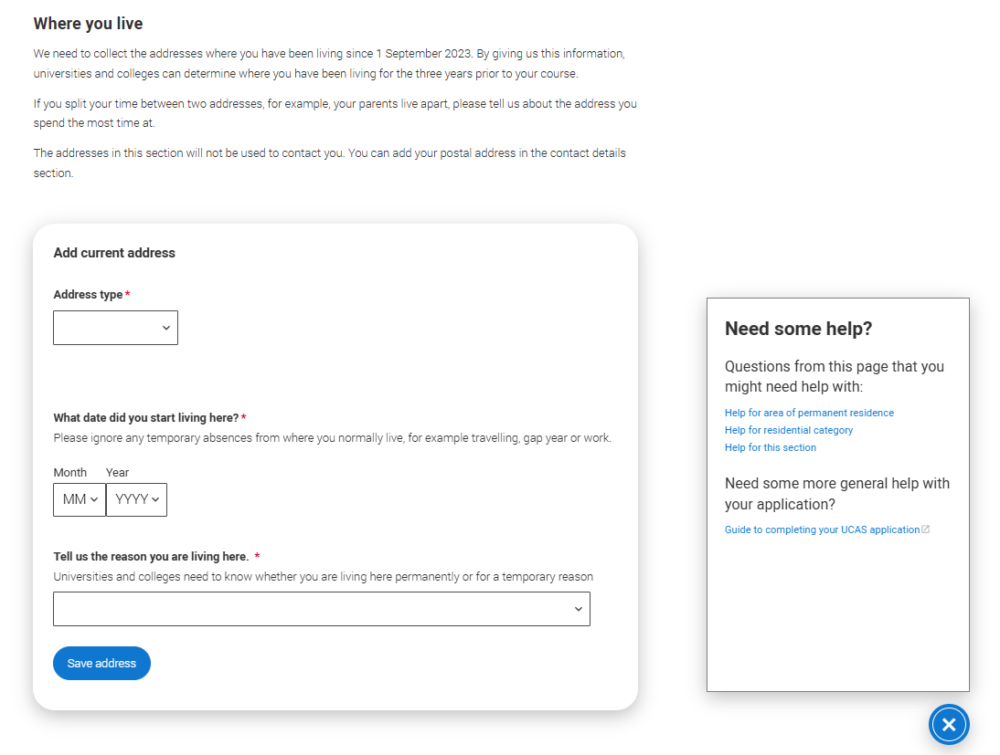 Where you live
We need to collect the addresses where you have been living since 1 September 2023. By giving us this information,
universities and colleges can determine where you have been living for the three years prior to your course.
If you split your time between two addresses, for example, your parents live apart, please tell us about the address you
spend the most time at.
The addresses in this section will not be used to contact you. You can add your postal address in the contact details
section.
Add current address
Address type *
What date did you start living here? *
Please ignore any temporary absences from where you normally live, for example travelling, gap year or work.
Month Year
MM YYYY
Tell us the reason you are living here. *
Universities and colleges need to know whether you are living here permanently or for a temporary reason
Save address
Need some help?
Questions from this page that you
might need help with:
Help for area of permanent residence
Help for residential category
Help for this section
Need some more general help with
your application?
Guide to completing your UCAS application